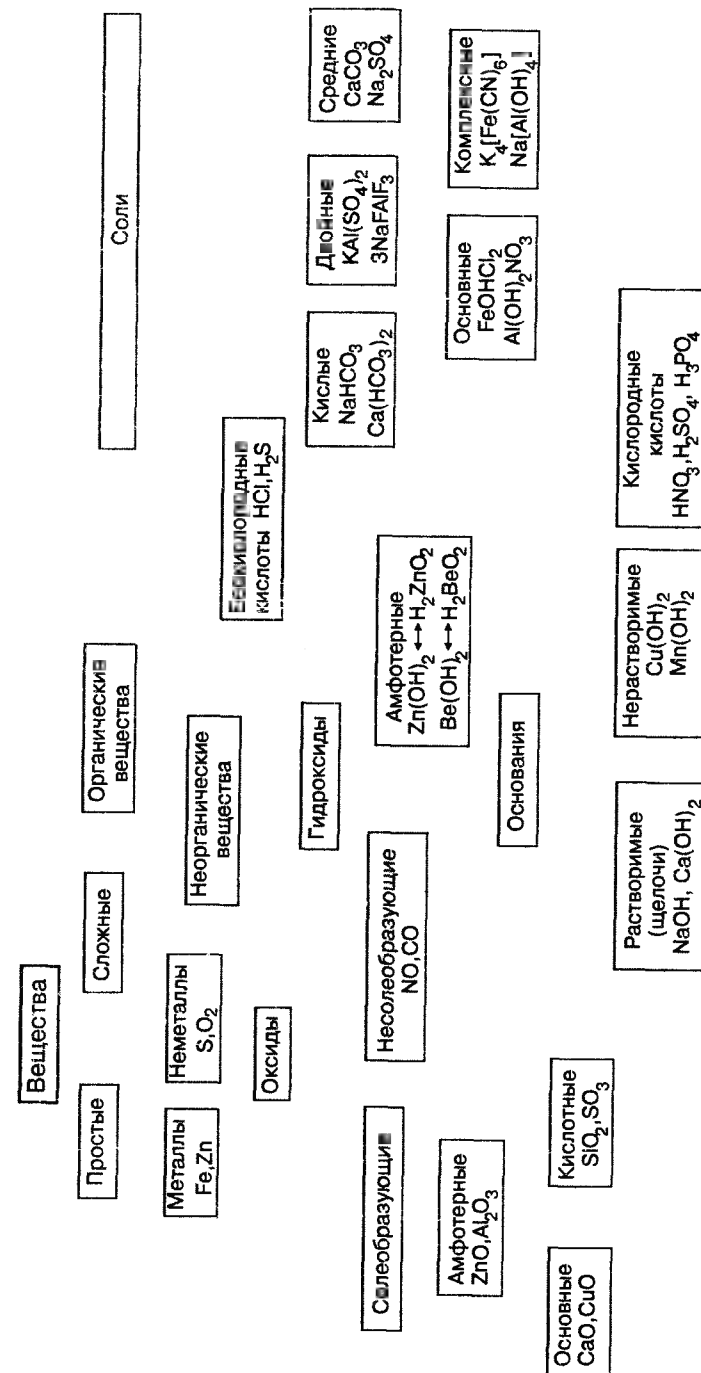 Вещества
Простые
Сложные
Органические
вещества
Соли
Металлы
Fe,Zn
Неметаллы
S,O₂
Неорганические
вещества
Бескислородные
кислоты HCl,H₂S
Оксиды
Гидроксиды
Кислые
NaHCO₃
Ca(HCO₃)₂
Двойные
KAl(SO₄)₂
3NaFAlF₃
Средние
CaCO₃
Na₂SO₄
Солеобразующие
Несолеобразующие
NO,CO
Амфотерные
Zn(OH)₂↔H₂ZnO₂
Be(OH)₂↔H₂BeO₂
Основные
FeOHCl₂
Al(OH)₂NO₃
Комплексные
K₄[Fe(CN)₆]
Na[Al(OH)₄]
Амфотерные
ZnO,Al₂O₃
Основания
Основные
CaO,CuO
Кислотные
SiO₂,SO₃
Растворимые
(щелочи)
NaOH, Ca(OH)₂
Нерастворимые
Cu(OH)₂
Mn(OH)₂
Кислородные
кислоты
HNO₃,H₂SO₄, H₃PO₄